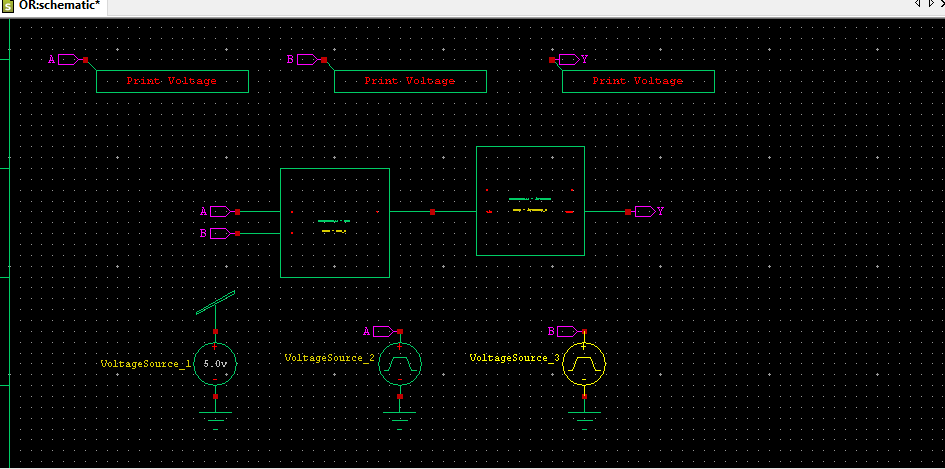 S OR:schematic*
A
B
Y
Print Voltage
Print Voltage
Print Voltage
A
Y
B
A
B
VoltageSource_1
5.0v
VoltageSource_2
VoltageSource_3